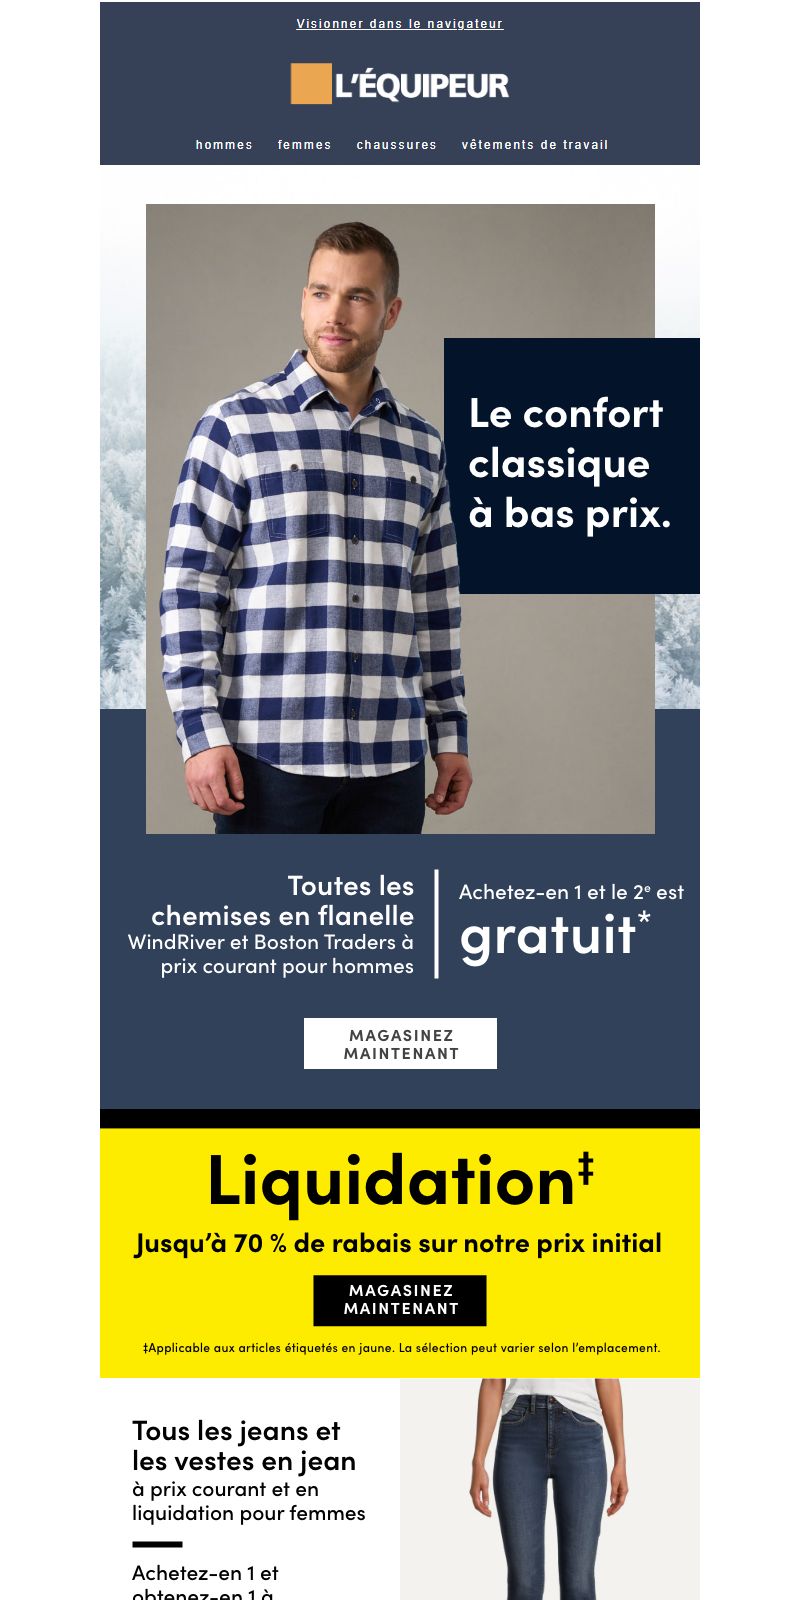 Visionner dans le navigateur
L'ÉQUIPEUR
hommes femmes chaussures vêtements de travail
Le confort
classique
à bas prix.
Toutes les
chemises en flanelle
WindRiver et Boston Traders à
prix courant pour hommes
Achetez-en 1 et le 2e est
gratuit*
MAGASINEZ
MAINTENANT
Liquidation‡
Jusqu'à 70 % de rabais sur notre prix initial
MAGASINEZ
MAINTENANT
‡Applicable aux articles étiquetés en jaune. La sélection peut varier selon l'emplacement.
Tous les jeans et
les vestes en jean
à prix courant et en
liquidation pour femmes
Achetez-en 1 et
obtenez-en 1 à